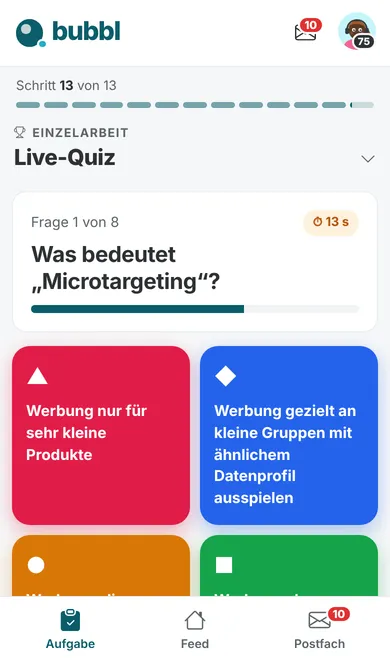 bubbl
10
75
Schritt 13 von 13
EINZELARBEIT
Live-Quiz
Frage 1 von 8
13 s
Was bedeutet
„Microtargeting“?
Werbung nur für
sehr kleine
Produkte
Werbung gezielt an
kleine Gruppen mit
ähnlichem
Datenprofil
ausspielen
Aufgabe
Feed
10
Postfach